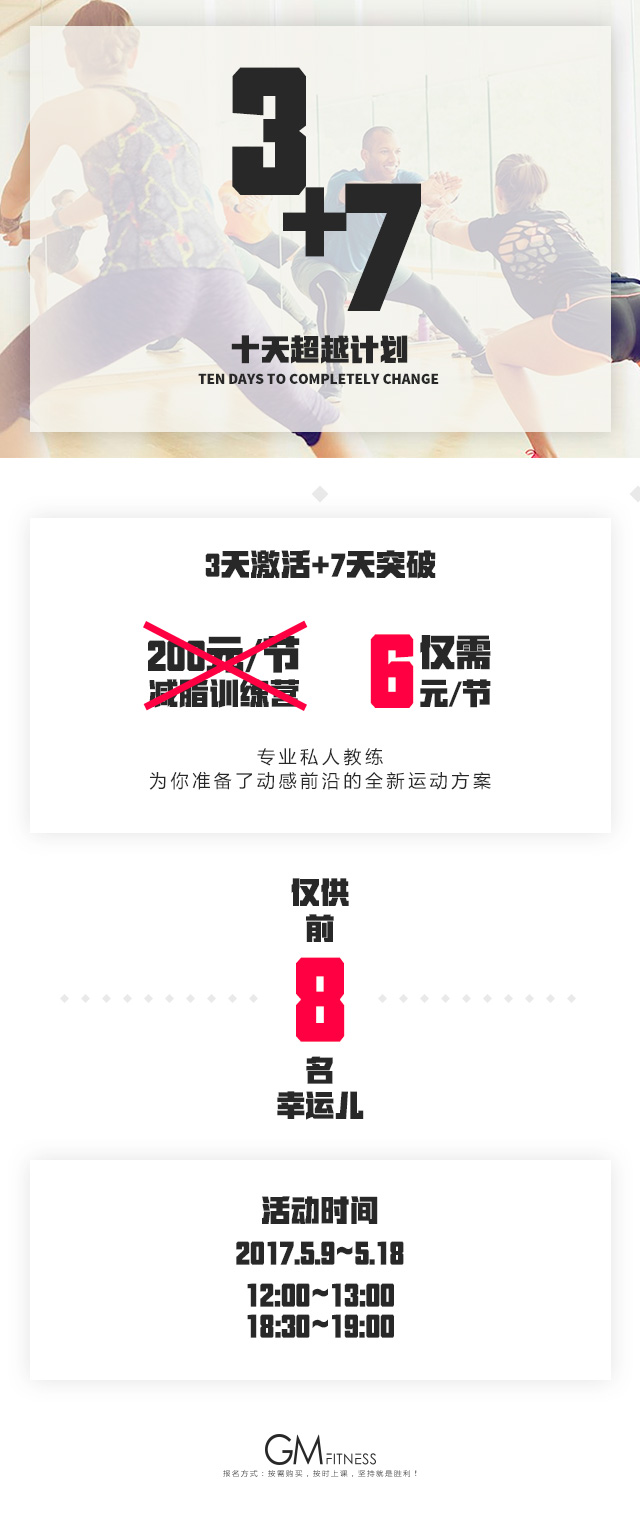 3
+7
十天超越计划
TEN DAYS TO COMPLETELY CHANGE
3天激活+7天突破
200元/节
减脂训练营
6仅需
元/节
专业私人教练
为你准备了动感前沿的全新运动方案
仅供
前
8
名
幸运儿
活动时间
2017.5.9~5.18
12:00~13:00
18:30~19:00
GM FITNESS
报名方式：按需购买，按时上课，坚持就是胜利！